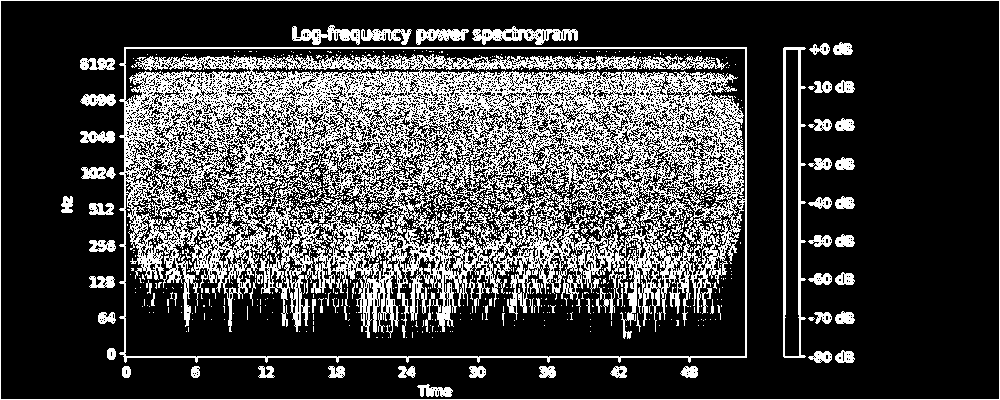 Log-frequency power spectrogram
Hz
8192
4096
2048
1024
512
256
128
64
0
0 6 12 18 24 30 36 42 48
Time
+0 dB
-10 dB
-20 dB
-30 dB
-40 dB
-50 dB
-60 dB
-70 dB
-80 dB